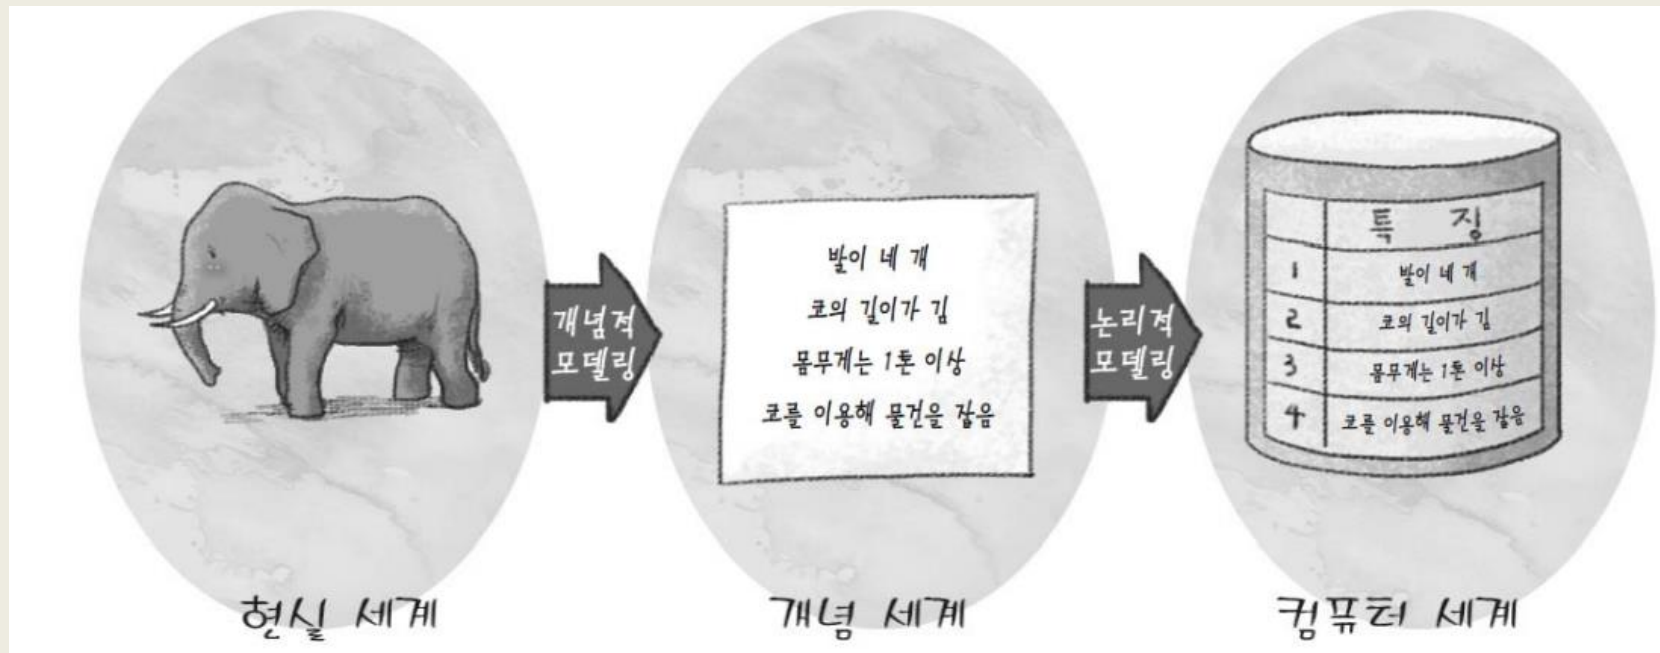 개념적
모델링
발이 네 개
코의 길이가 김
몸무게는 1톤 이상
코를 이용해 물건을 잡음
논리적
모델링
특 징
1 발이 네 개
2 코의 길이가 김
3 몸무게는 1톤 이상
4 코를 이용해 물건을 잡음
현실 세계
개념 세계
컴퓨터 세계